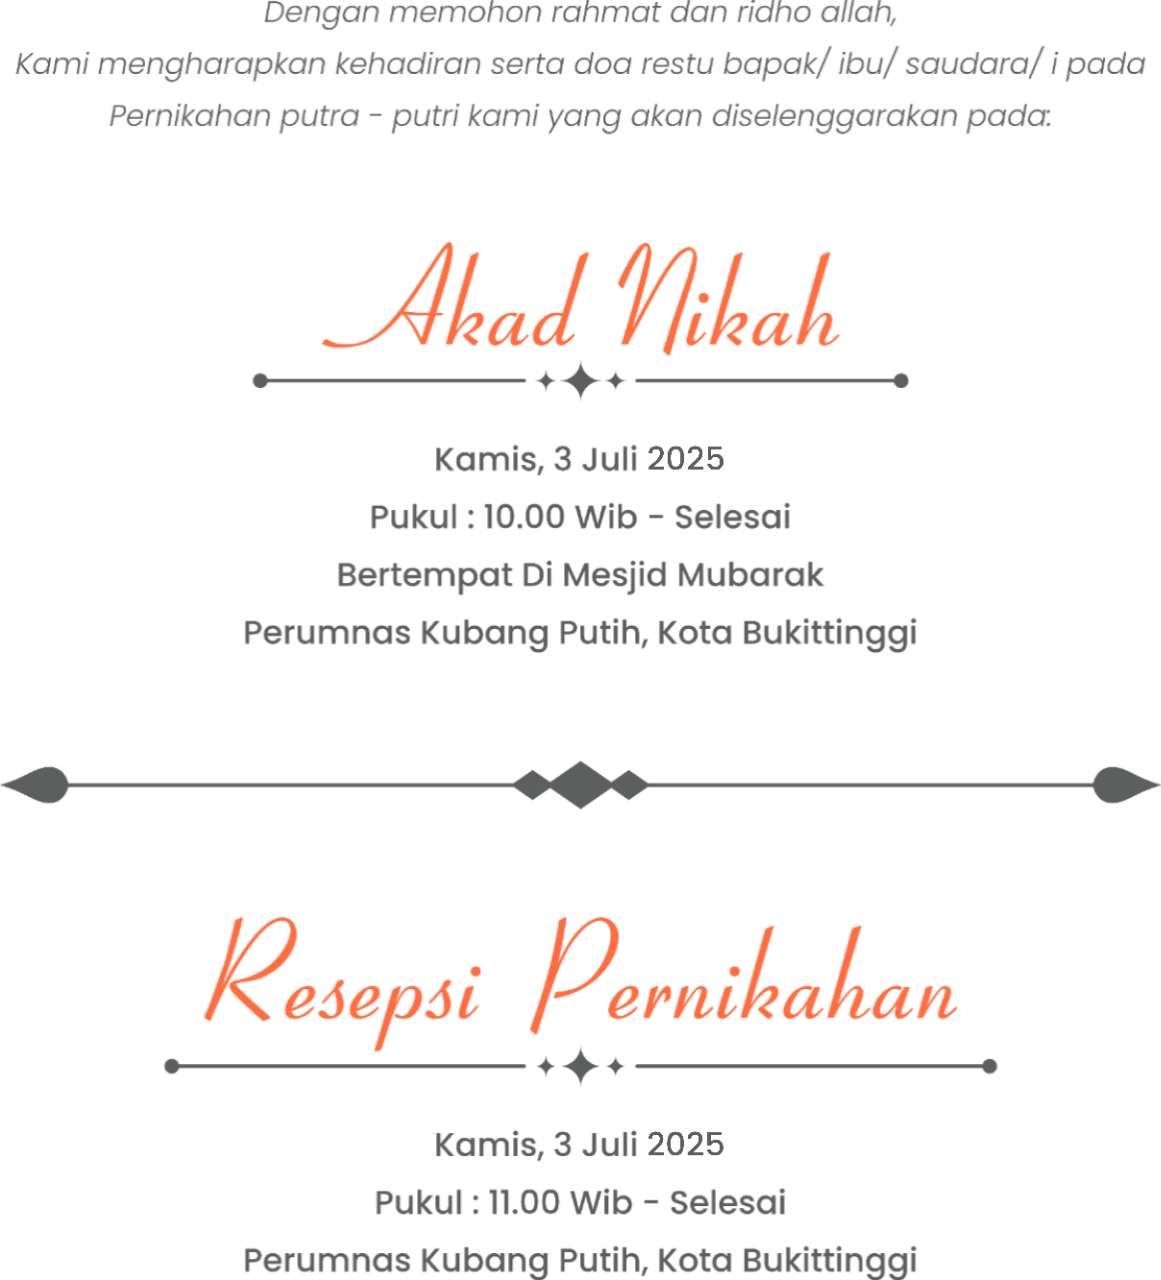 Dengan memohon rahmat dan ridho allah,
Kami mengharapkan kehadiran serta doa restu bapak/ ibu/ saudara/ i pada
Pernikahan putra - putri kami yang akan diselenggarakan pada:
Akad Nikah
Kamis, 3 Juli 2025
Pukul : 10.00 Wib - Selesai
Bertempat Di Mesjid Mubarak
Perumnas Kubang Putih, Kota Bukittinggi
Resepsi Pernikahan
Kamis, 3 Juli 2025
Pukul : 11.00 Wib - Selesai
Perumnas Kubang Putih, Kota Bukittinggi